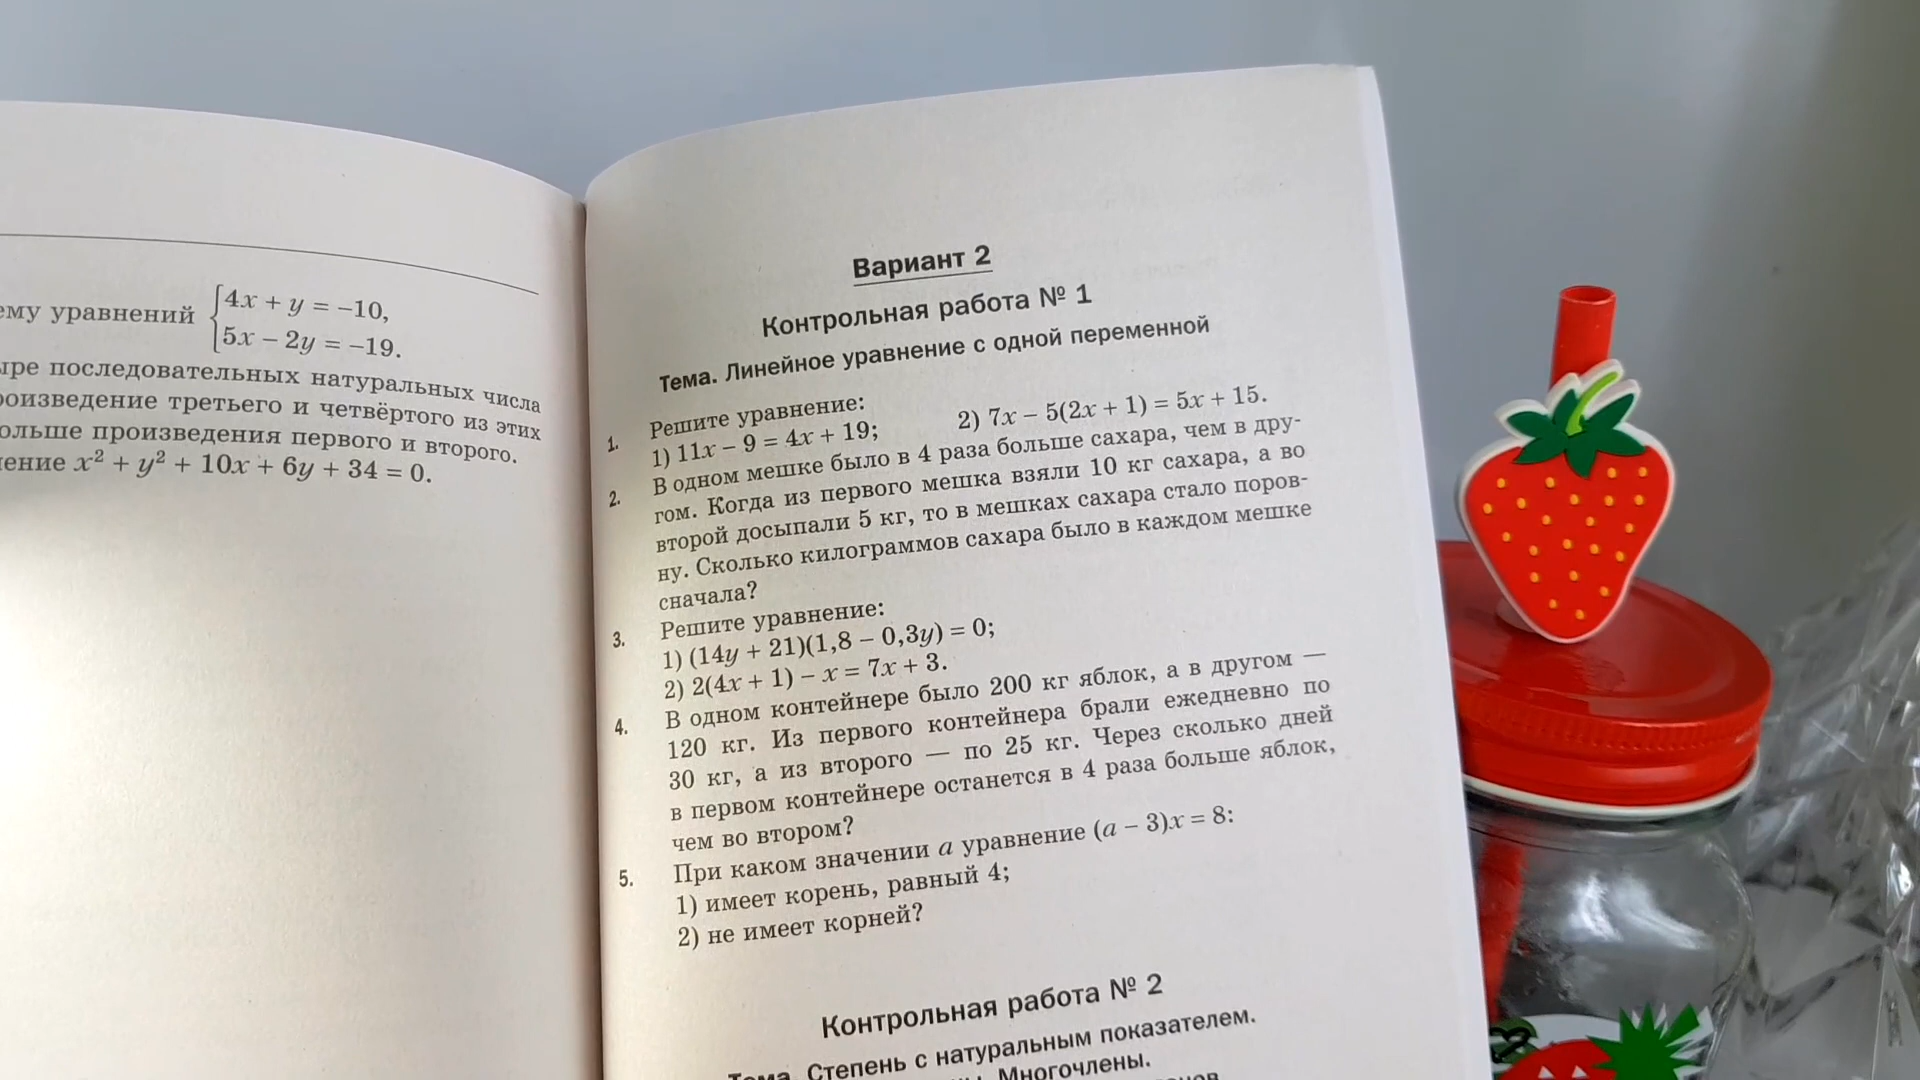 уравнений {4x + y = −10,
5x − 2y = −19.
последовательных натуральных числа
третьего и четвёртого из этих
произведения первого и второго.
x² + y² + 10x + 6y + 34 = 0.
Вариант 2
Контрольная работа № 1
Тема. Линейное уравнение с одной переменной
1. Решите уравнение:
1) 11x − 9 = 4x + 19; 2) 7x − 5(2x + 1) = 5x + 15.
2. В одном мешке было в 4 раза больше сахара, чем в дру-
гом. Когда из первого мешка взяли 10 кг сахара, а во
второй досыпали 5 кг, то в мешках сахара стало поров-
ну. Сколько килограммов сахара было в каждом мешке
сначала?
3. Решите уравнение:
1) (14y + 21)(1,8 − 0,3y) = 0;
2) 2(4x + 1) − x = 7x + 3.
4. В одном контейнере было 200 кг яблок, а в другом —
120 кг. Из первого контейнера брали ежедневно по
30 кг, а из второго — по 25 кг. Через сколько дней
в первом контейнере останется в 4 раза больше яблок,
чем во втором?
5. При каком значении a уравнение (a − 3)x = 8:
1) имеет корень, равный 4;
2) не имеет корней?
Контрольная работа № 2
Тема. Степень с натуральным показателем.
Многочлены.